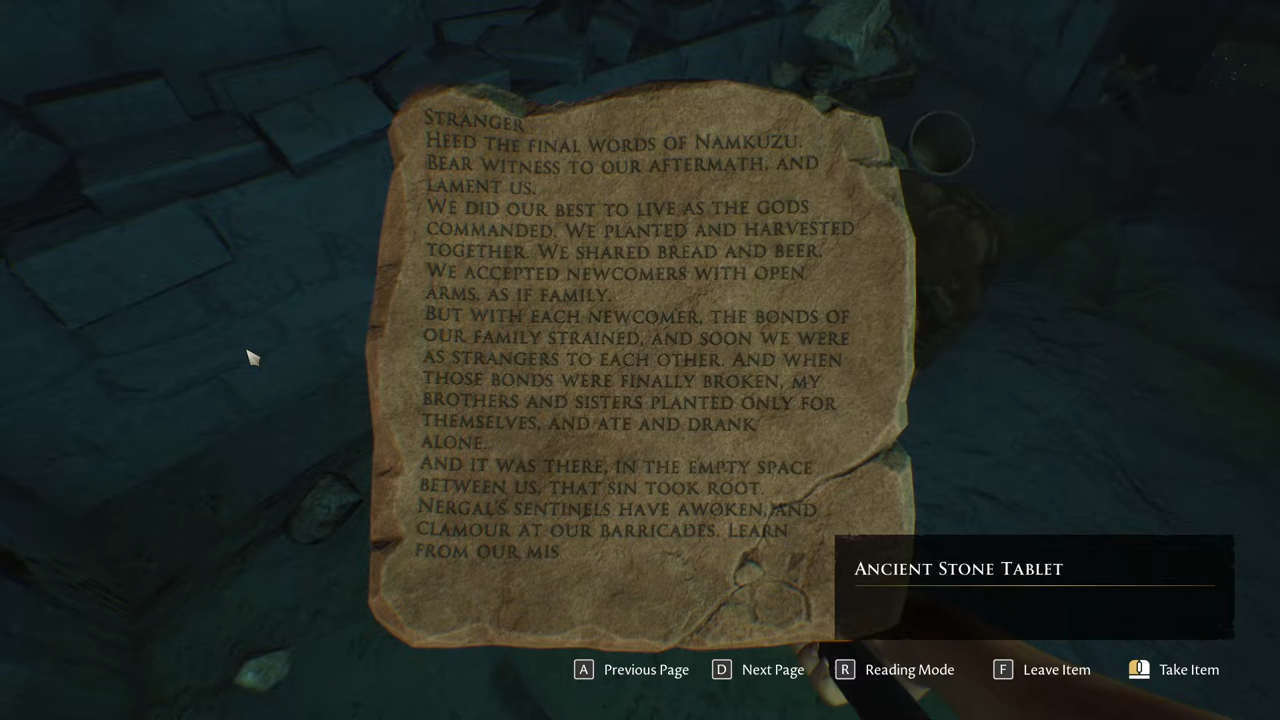 STRANGER
HEED THE FINAL WORDS OF NAMKUZU.
BEAR WITNESS TO OUR AFTERMATH, AND
LAMENT US.
WE DID OUR BEST TO LIVE AS THE GODS
COMMANDED. WE PLANTED AND HARVESTED
TOGETHER. WE SHARED BREAD AND BEER.
WE ACCEPTED NEWCOMERS WITH OPEN
ARMS, AS IF FAMILY.
BUT WITH EACH NEWCOMER, THE BONDS OF
OUR FAMILY STRAINED, AND SOON WE WERE
AS STRANGERS TO EACH OTHER. AND WHEN
THOSE BONDS WERE FINALLY BROKEN, MY
BROTHERS AND SISTERS PLANTED ONLY FOR
THEMSELVES, AND ATE AND DRANK
ALONE.
AND IT WAS THERE, IN THE EMPTY SPACE
BETWEEN US, THAT SIN TOOK ROOT.
NERGAL'S SENTINELS HAVE AWOKEN, AND
CLAMOUR AT OUR BARRICADES. LEARN
FROM OUR MIS
ANCIENT STONE TABLET
A Previous Page D Next Page R Reading Mode F Leave Item Take Item